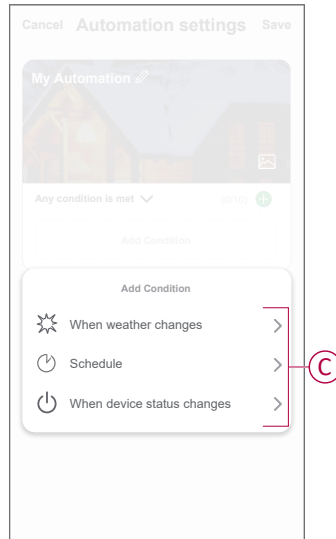 Cancel Automation settings Save
My Automation
Any condition is met (0/10)
Add Condition
Add Condition
When weather changes
Schedule
When device status changes
C